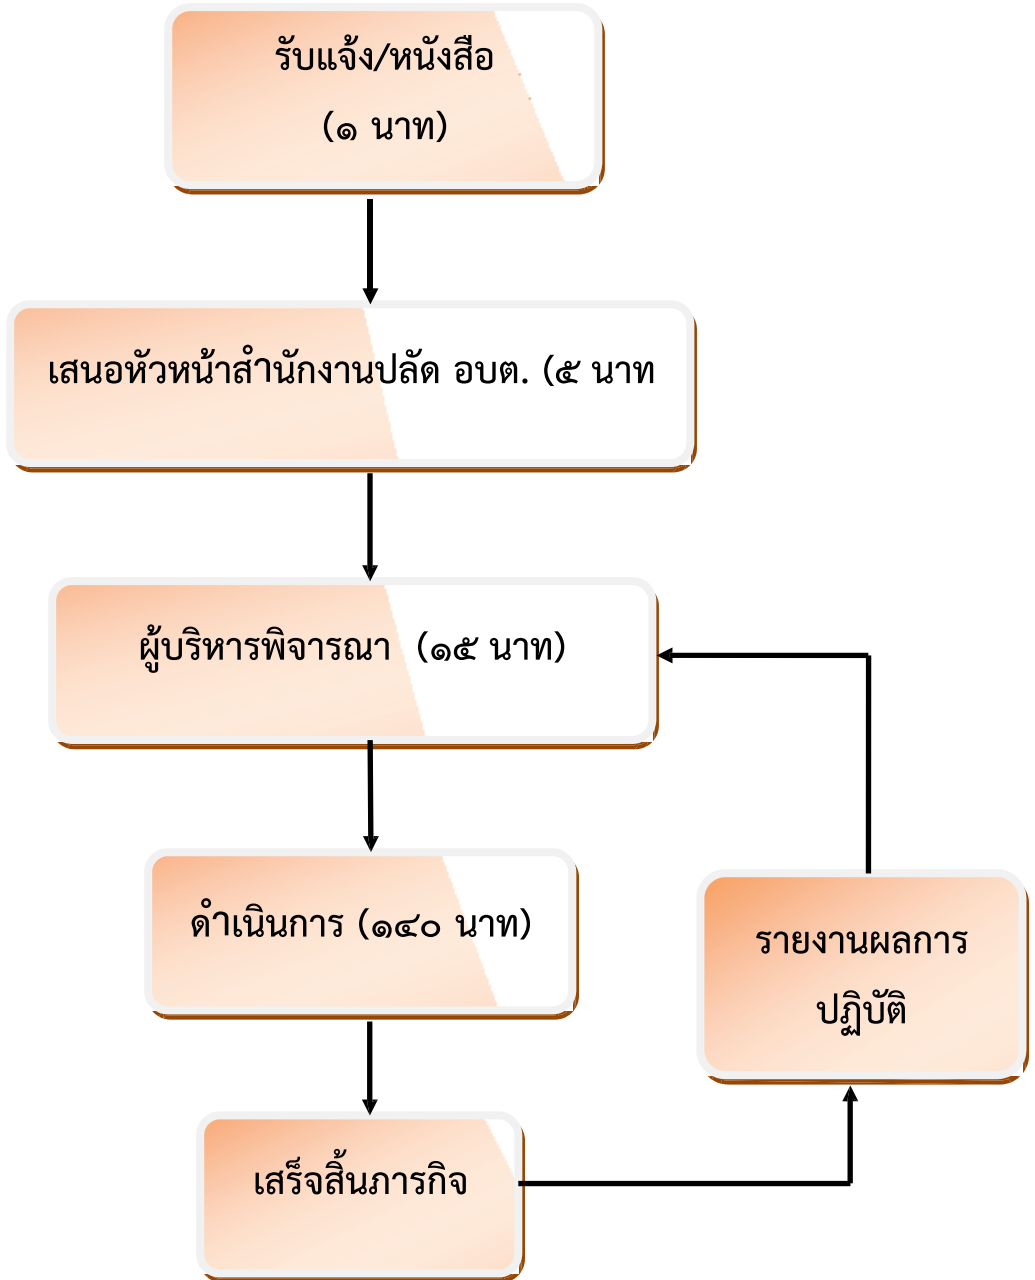 รับแจ้ง/หนังสือ
(๑ นาท)
เสนอหัวหน้าสำนักงานปลัด อบต. (๕ นาท
ผู้บริหารพิจารณา (๑๕ นาท)
ดำเนินการ (๑๔๐ นาท)
รายงานผลการ
ปฏิบัติ
เสร็จสิ้นภารกิจ